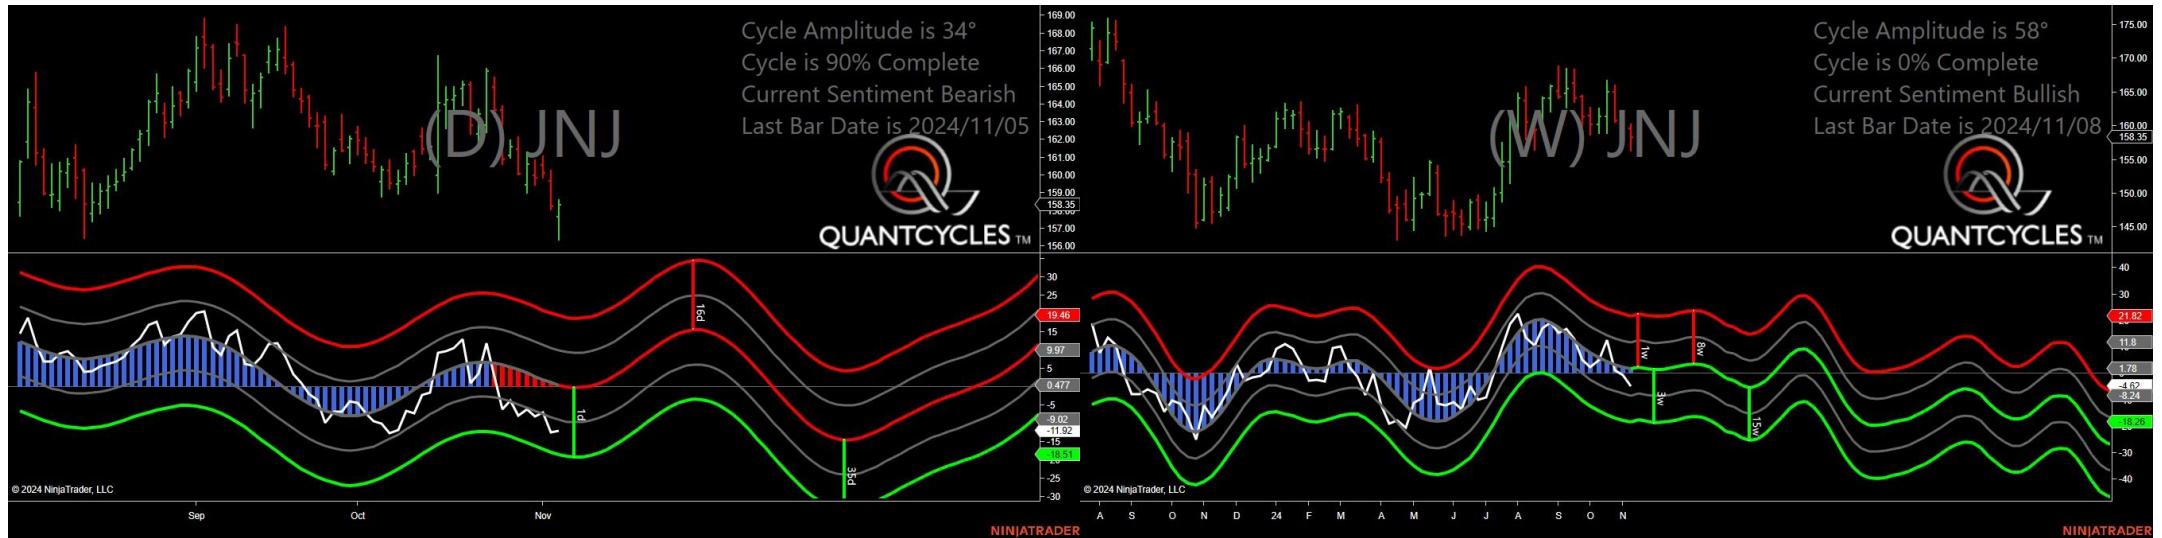 Cycle Amplitude is 34°
Cycle is 90% Complete
Current Sentiment Bearish
Last Bar Date is 2024/11/05
(D) JNJ
QUANTCYCLES TM
169.00
168.00
167.00
166.00
165.00
164.00
163.00
162.00
161.00
160.00
159.00
158.35
157.00
156.00
16d
1d
35d
30
25
19.46
15
9.97
5
0.477
-5
-9.02
-11.92
-15
-18.51
-25
-30
© 2024 NinjaTrader, LLC
Sep Oct Nov
NINJATRADER
Cycle Amplitude is 58°
Cycle is 0% Complete
Current Sentiment Bullish
Last Bar Date is 2024/11/08
(W) JNJ
QUANTCYCLES TM
175.00
170.00
165.00
160.00
158.35
155.00
150.00
145.00
1w
8w
3w
15w
40
30
21.82
11.8
1.78
-4.62
-8.24
-18.26
-30
-40
© 2024 NinjaTrader, LLC
A S O N D 24 F M A M J J A S O N
NINJATRADER